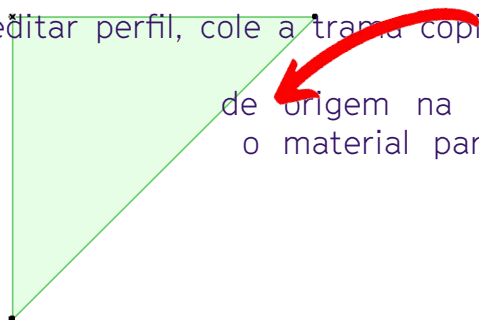 editar perfil, cole a trama copi
de origem na
o material par